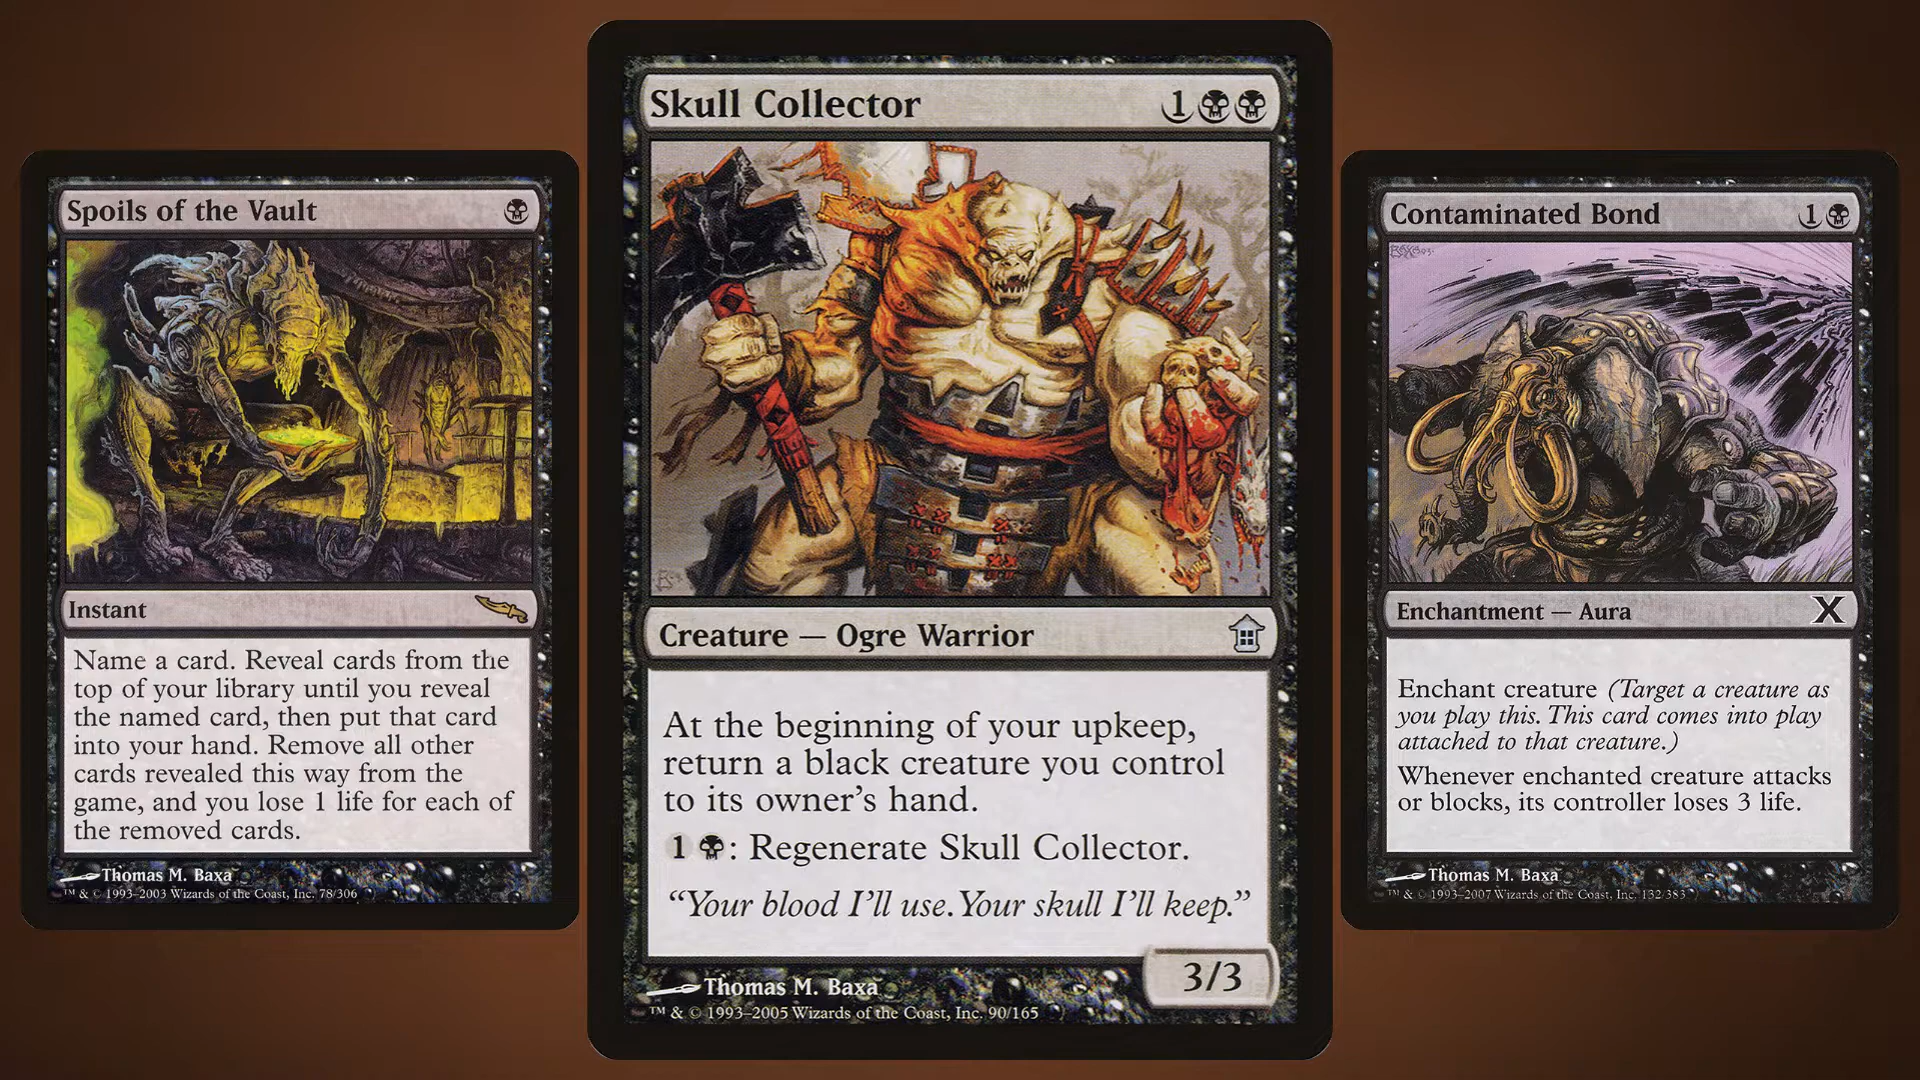 Spoils of the Vault
Instant
Name a card. Reveal cards from the
top of your library until you reveal
the named card, then put that card
into your hand. Remove all other
cards revealed this way from the
game, and you lose 1 life for each of
the removed cards.
Thomas M. Baxa
™ & © 1993–2003 Wizards of the Coast, Inc. 78/306
Skull Collector
1
Creature — Ogre Warrior
At the beginning of your upkeep,
return a black creature you control
to its owner's hand.
1 : Regenerate Skull Collector.
“Your blood I'll use. Your skull I'll keep.”
3/3
Thomas M. Baxa
™ & © 1993–2005 Wizards of the Coast, Inc. 90/165
Contaminated Bond
1
Enchantment — Aura
X
Enchant creature (Target a creature as
you play this. This card comes into play
attached to that creature.)
Whenever enchanted creature attacks
or blocks, its controller loses 3 life.
Thomas M. Baxa
™ & © 1993–2007 Wizards of the Coast, Inc. 132/383